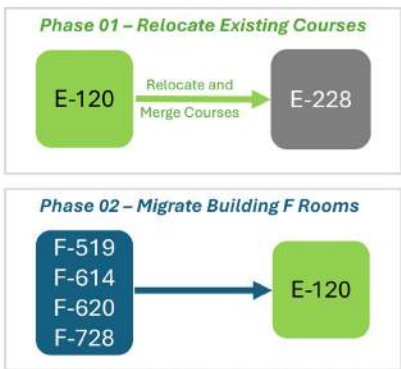 Phase 01 – Relocate Existing Courses
E-120
Relocate and
Merge Courses
E-228
Phase 02 – Migrate Building F Rooms
F-519
F-614
F-620
F-728
E-120